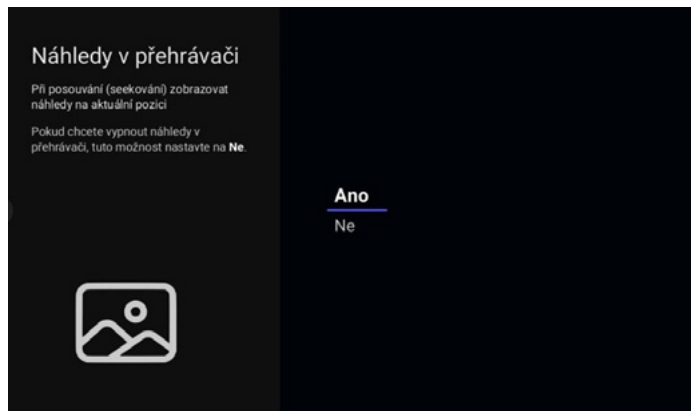 Náhledy v přehrávači
Při posouvání (seekování) zobrazovat
náhledy na aktuální pozici
Pokud chcete vypnout náhledy v
přehrávači, tuto možnost nastavte na Ne.
Ano
Ne